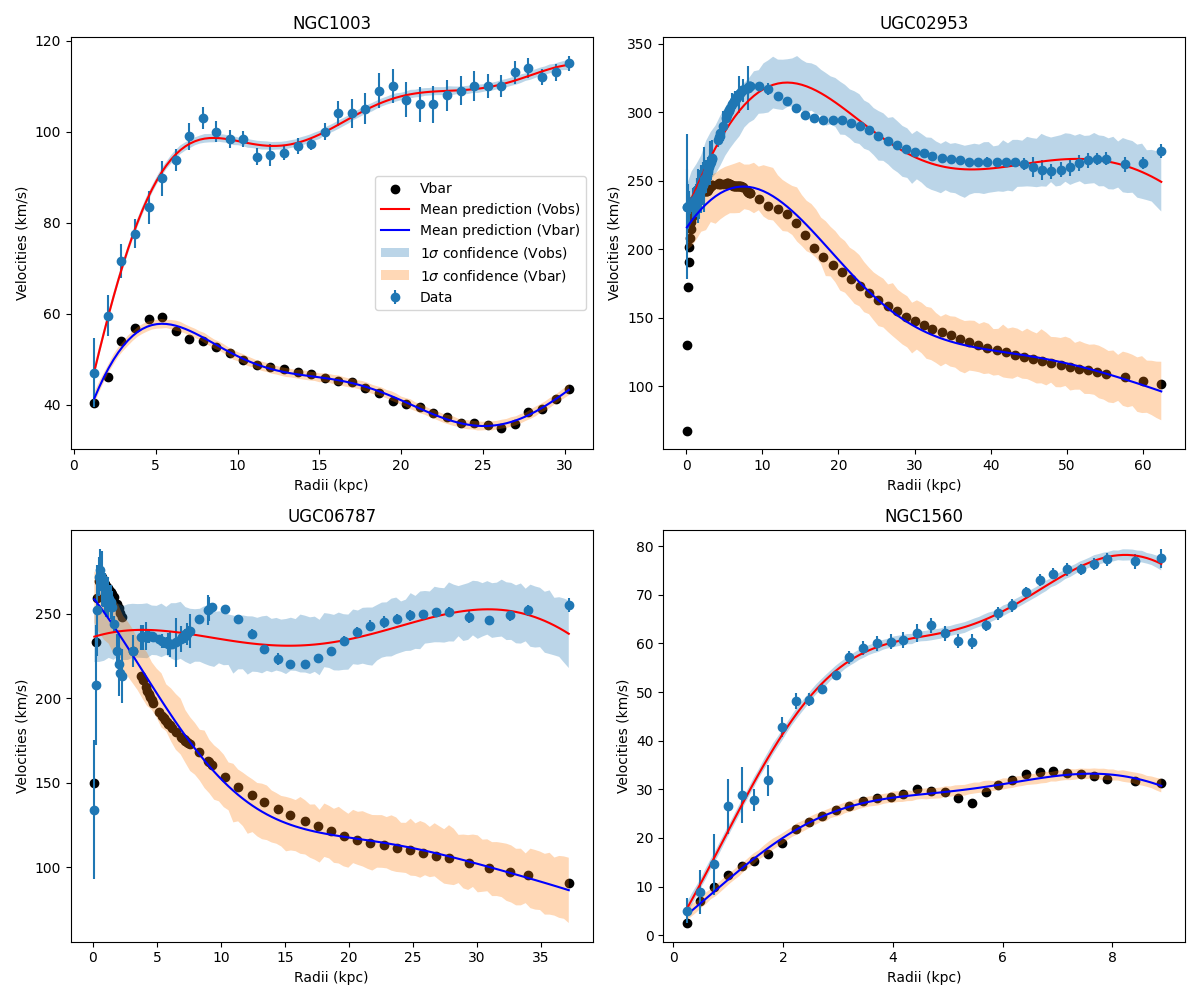 NGC1003
120
100
80
60
40
Velocities (km/s)
Vbar
Mean prediction (Vobs)
Mean prediction (Vbar)
1σ confidence (Vobs)
1σ confidence (Vbar)
Data
0 5 10 15 20 25 30
Radii (kpc)
UGC02953
350
300
250
200
150
100
Velocities (km/s)
0 10 20 30 40 50 60
Radii (kpc)
UGC06787
250
200
150
100
Velocities (km/s)
0 5 10 15 20 25 30 35
Radii (kpc)
NGC1560
80
70
60
50
40
30
20
10
0
Velocities (km/s)
0 2 4 6 8
Radii (kpc)